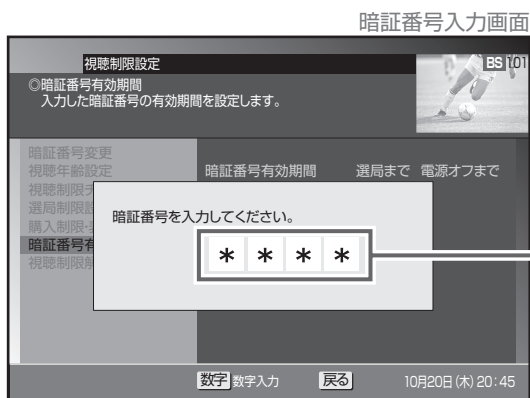 暗証番号入力画面
視聴制限設定
BS 101
◎暗証番号有効期間
入力した暗証番号の有効期間を設定します。
暗証番号変更
視聴年齢設定
暗証番号有効期間 選局まで 電源オフまで
視聴制限
選局制限設
購入制限
暗証番号有
視聴制限解
暗証番号を入力してください。
* * * *
数字 数字入力 戻る 10月20日(木)20:45